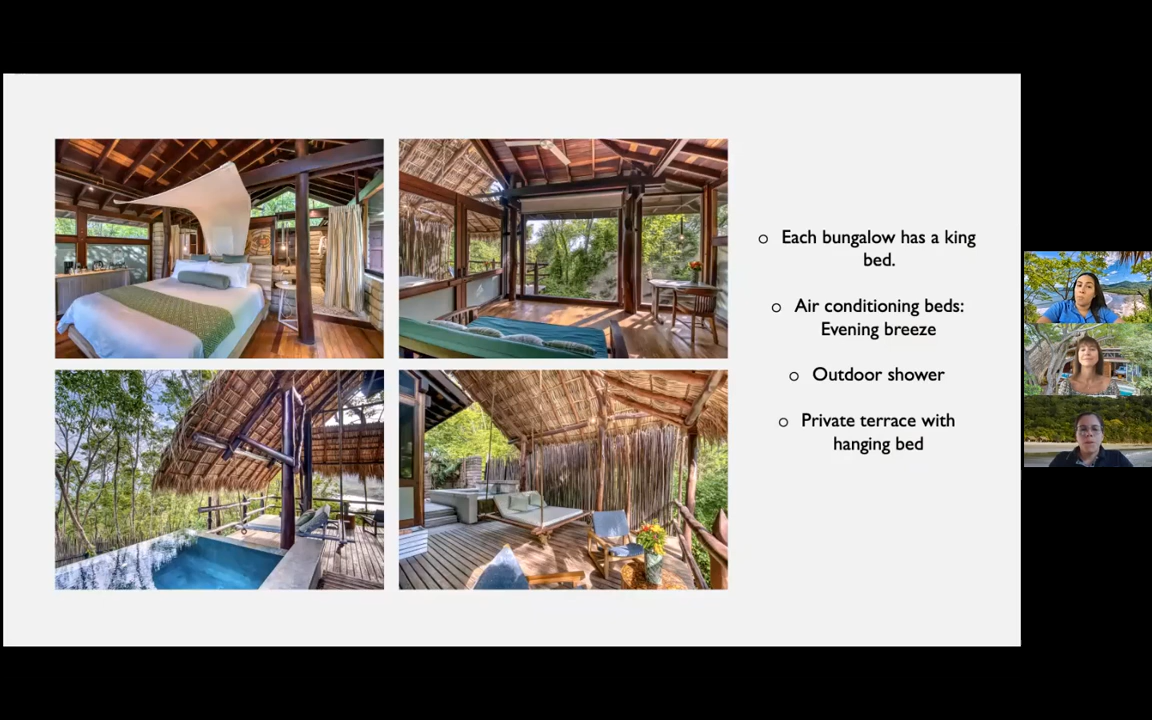 ○ Each bungalow has a king
bed.
○ Air conditioning beds:
Evening breeze
○ Outdoor shower
○ Private terrace with
hanging bed